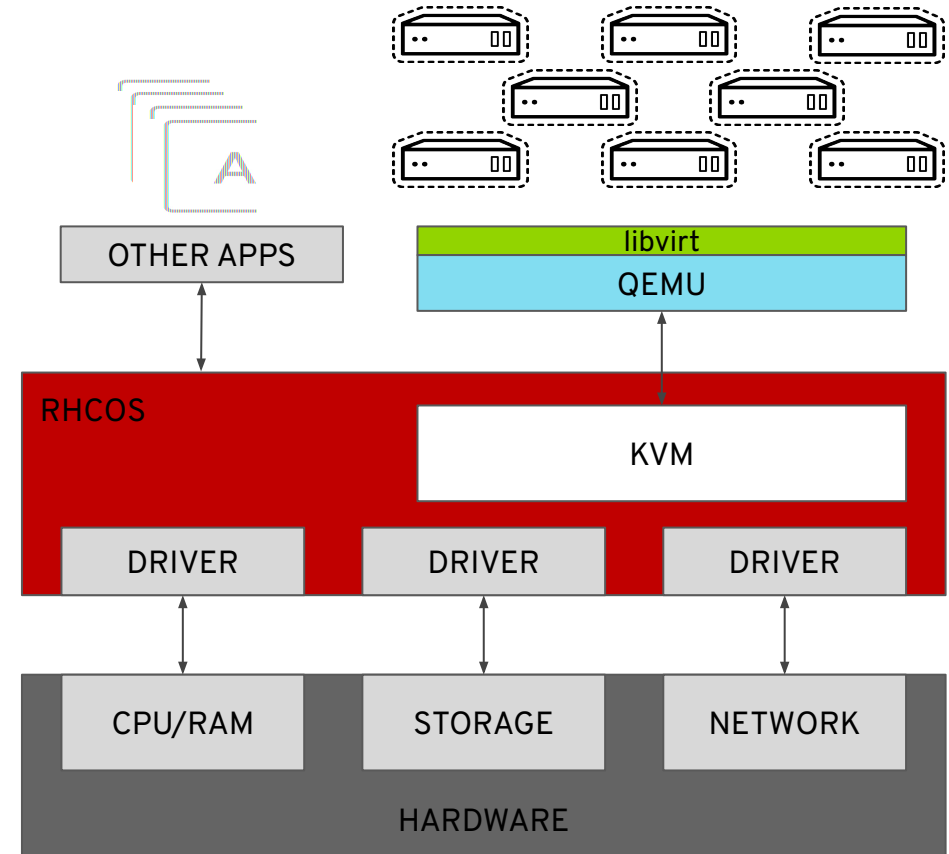 A
OTHER APPS
libvirt
QEMU
RHCOS
KVM
DRIVER
DRIVER
DRIVER
CPU/RAM
STORAGE
NETWORK
HARDWARE